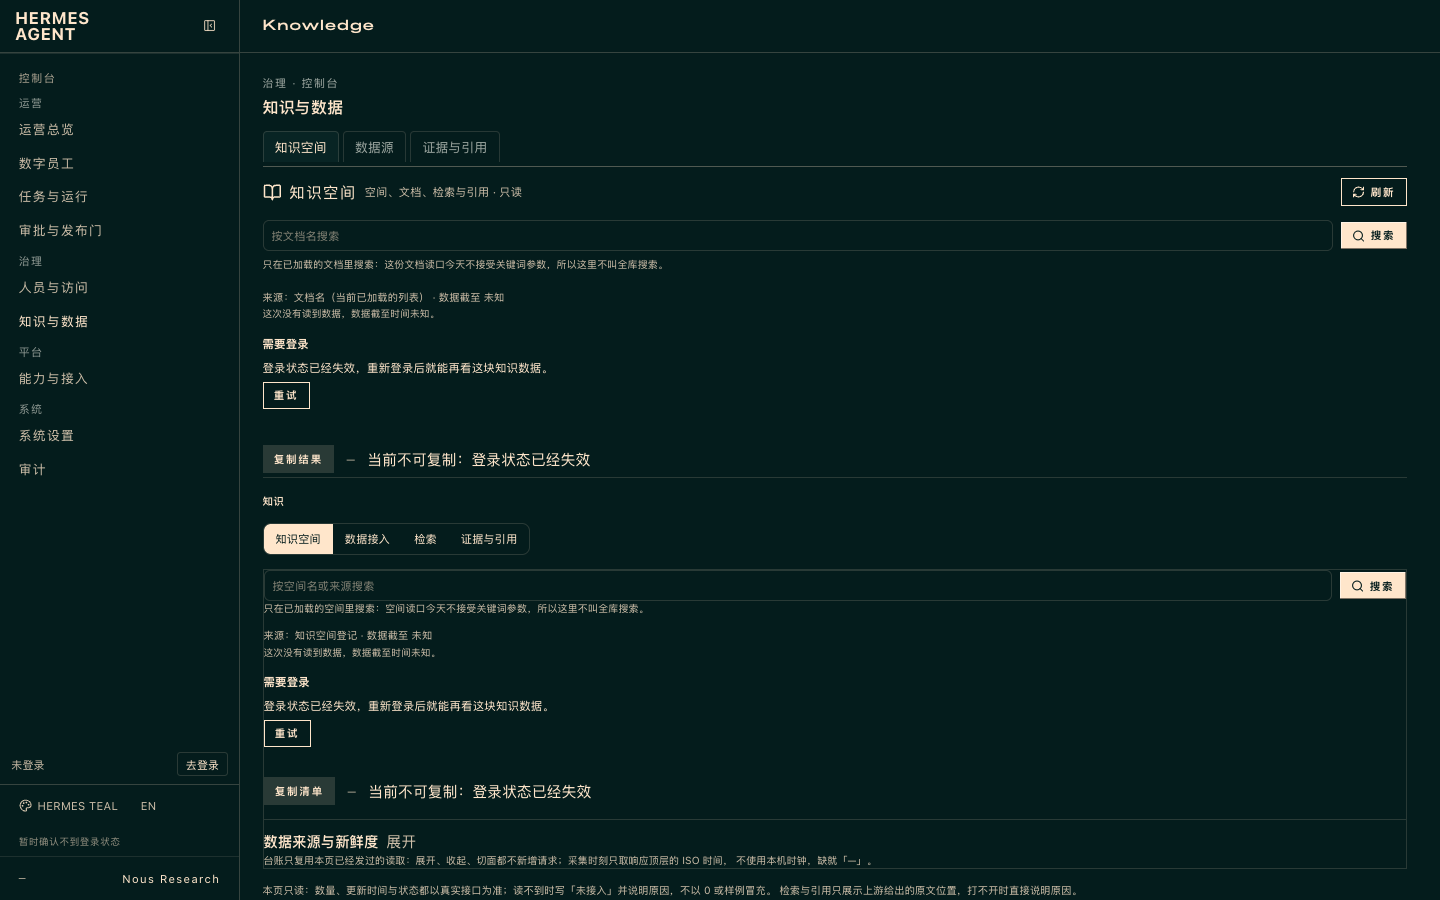 HERMES
AGENT
Knowledge
控制台
运营
运营总览
数字员工
任务与运行
审批与发布门
治理
人员与访问
知识与数据
平台
能力与接入
系统
系统设置
审计
未登录
去登录
HERMES TEAL
EN
暂时确认不到登录状态
—
Nous Research
治理 · 控制台
知识与数据
知识空间
数据源
证据与引用
知识空间 空间、文档、检索与引用 · 只读
刷新
按文档名搜索
搜索
只在已加载的文档里搜索：这份文档读口今天不接受关键词参数，所以这里不叫全库搜索。
来源：文档名（当前已加载的列表） · 数据截至 未知
这次没有读到数据，数据截至时间未知。
需要登录
登录状态已经失效，重新登录后就能再看这块知识数据。
重试
复制结果 — 当前不可复制：登录状态已经失效
知识
知识空间
数据接入
检索
证据与引用
按空间名或来源搜索
搜索
只在已加载的空间里搜索：空间读口今天不接受关键词参数，所以这里不叫全库搜索。
来源：知识空间登记 · 数据截至 未知
这次没有读到数据，数据截至时间未知。
需要登录
登录状态已经失效，重新登录后就能再看这块知识数据。
重试
复制清单 — 当前不可复制：登录状态已经失效
数据来源与新鲜度 展开
台账只复用本页已经发过的读取：展开、收起、切面都不新增请求；采集时刻只取响应顶层的 ISO 时间， 不使用本机时钟，缺就「—」。
本页只读：数量、更新时间与状态都以真实接口为准；读不到时写「未接入」并说明原因，不以 0 或样例冒充。 检索与引用只展示上游给出的原文位置，打不开时直接说明原因。